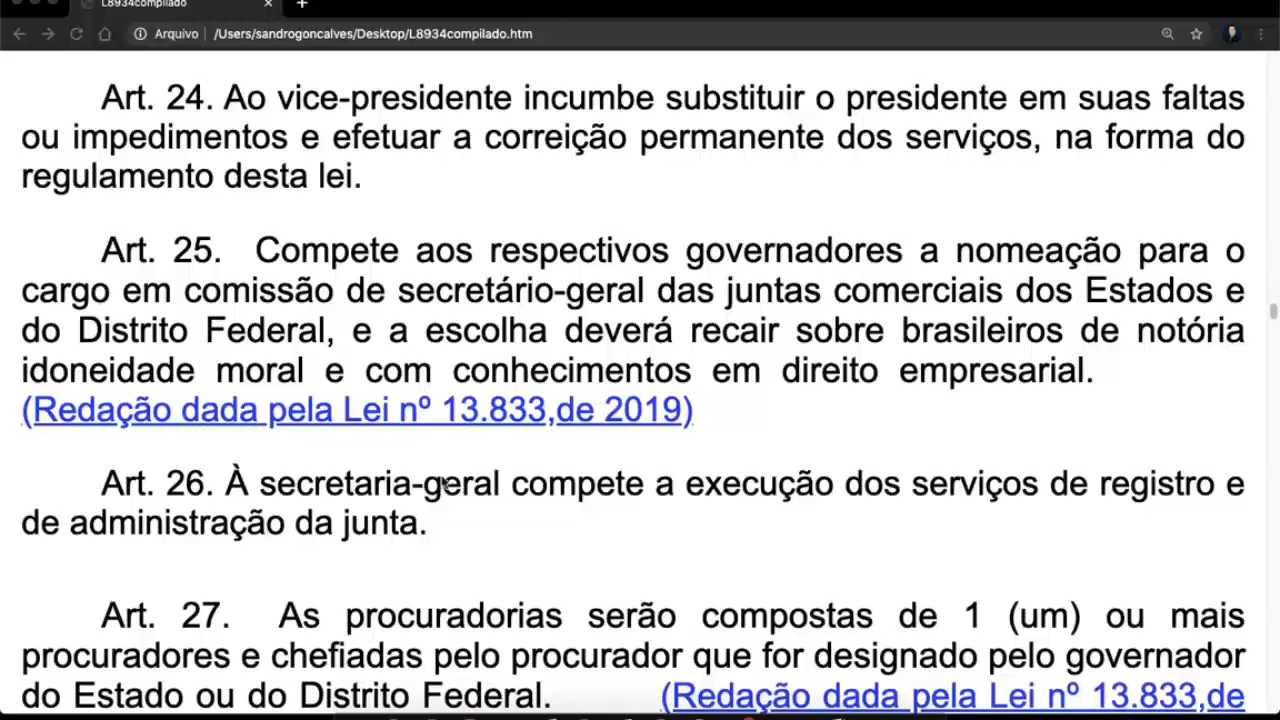 L8934compilado
Arquivo /Users/sandrogoncalves/Desktop/L8934compilado.htm
Art. 24. Ao vice-presidente incumbe substituir o presidente em suas faltas
ou impedimentos e efetuar a correição permanente dos serviços, na forma do
regulamento desta lei.
Art. 25. Compete aos respectivos governadores a nomeação para o
cargo em comissão de secretário-geral das juntas comerciais dos Estados e
do Distrito Federal, e a escolha deverá recair sobre brasileiros de notória
idoneidade moral e com conhecimentos em direito empresarial.
(Redação dada pela Lei nº 13.833,de 2019)
Art. 26. À secretaria-geral compete a execução dos serviços de registro e
de administração da junta.
Art. 27. As procuradorias serão compostas de 1 (um) ou mais
procuradores e chefiadas pelo procurador que for designado pelo governador
do Estado ou do Distrito Federal. (Redação dada pela Lei nº 13.833,de